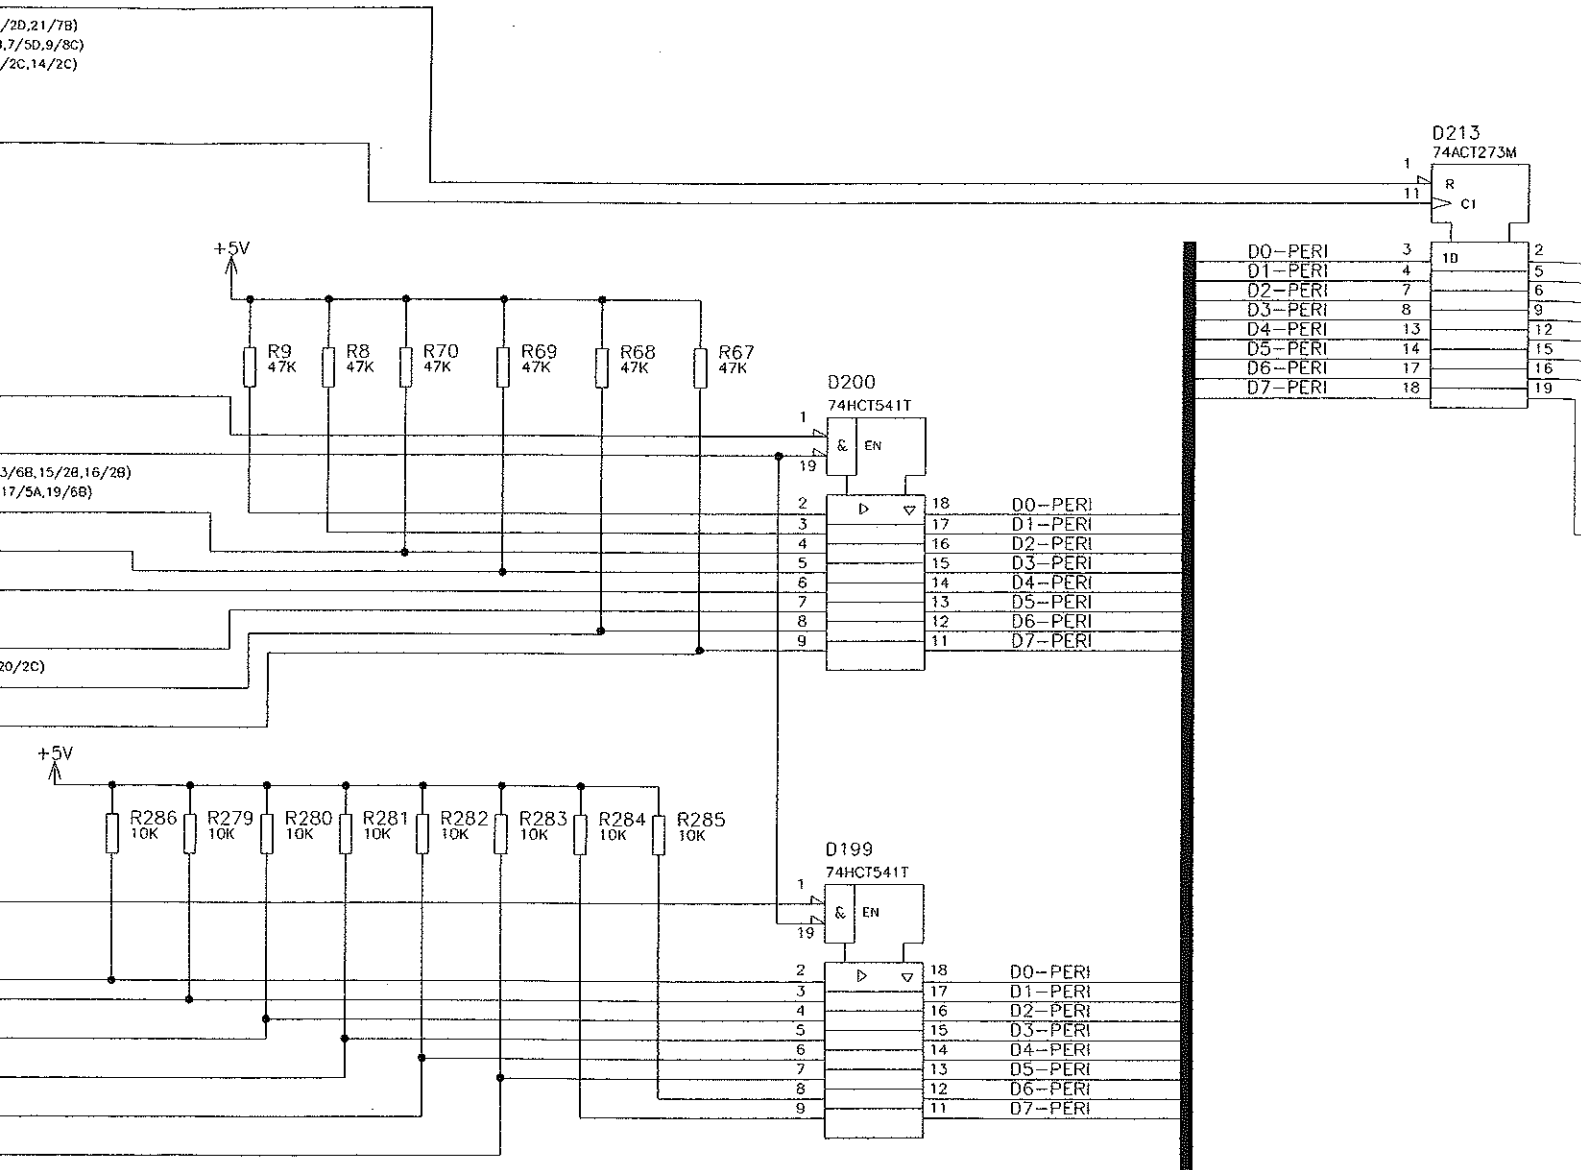 /2D,21/7B)
,7/5D,9/8C)
/2C,14/2C)
D213
74ACT273M
1
R
11
C1
+5V
D0-PERI 3 1D 2
D1-PERI 4 5
D2-PERI 7 6
D3-PERI 8 9
D4-PERI 13 12
D5-PERI 14 15
D6-PERI 17 16
D7-PERI 18 19
R9 R8 R70 R69 R68 R67
47K 47K 47K 47K 47K 47K
D200
74HCT541T
1
& EN
19
3/6B,15/2B,16/2B)
17/5A,19/6B)
2 18 D0-PERI
3 17 D1-PERI
4 16 D2-PERI
5 15 D3-PERI
6 14 D4-PERI
7 13 D5-PERI
8 12 D6-PERI
9 11 D7-PERI
20/2C)
+5V
R286 R279 R280 R281 R282 R283 R284 R285
10K 10K 10K 10K 10K 10K 10K 10K
D199
74HCT541T
1
& EN
19
2 18 D0-PERI
3 17 D1-PERI
4 16 D2-PERI
5 15 D3-PERI
6 14 D4-PERI
7 13 D5-PERI
8 12 D6-PERI
9 11 D7-PERI